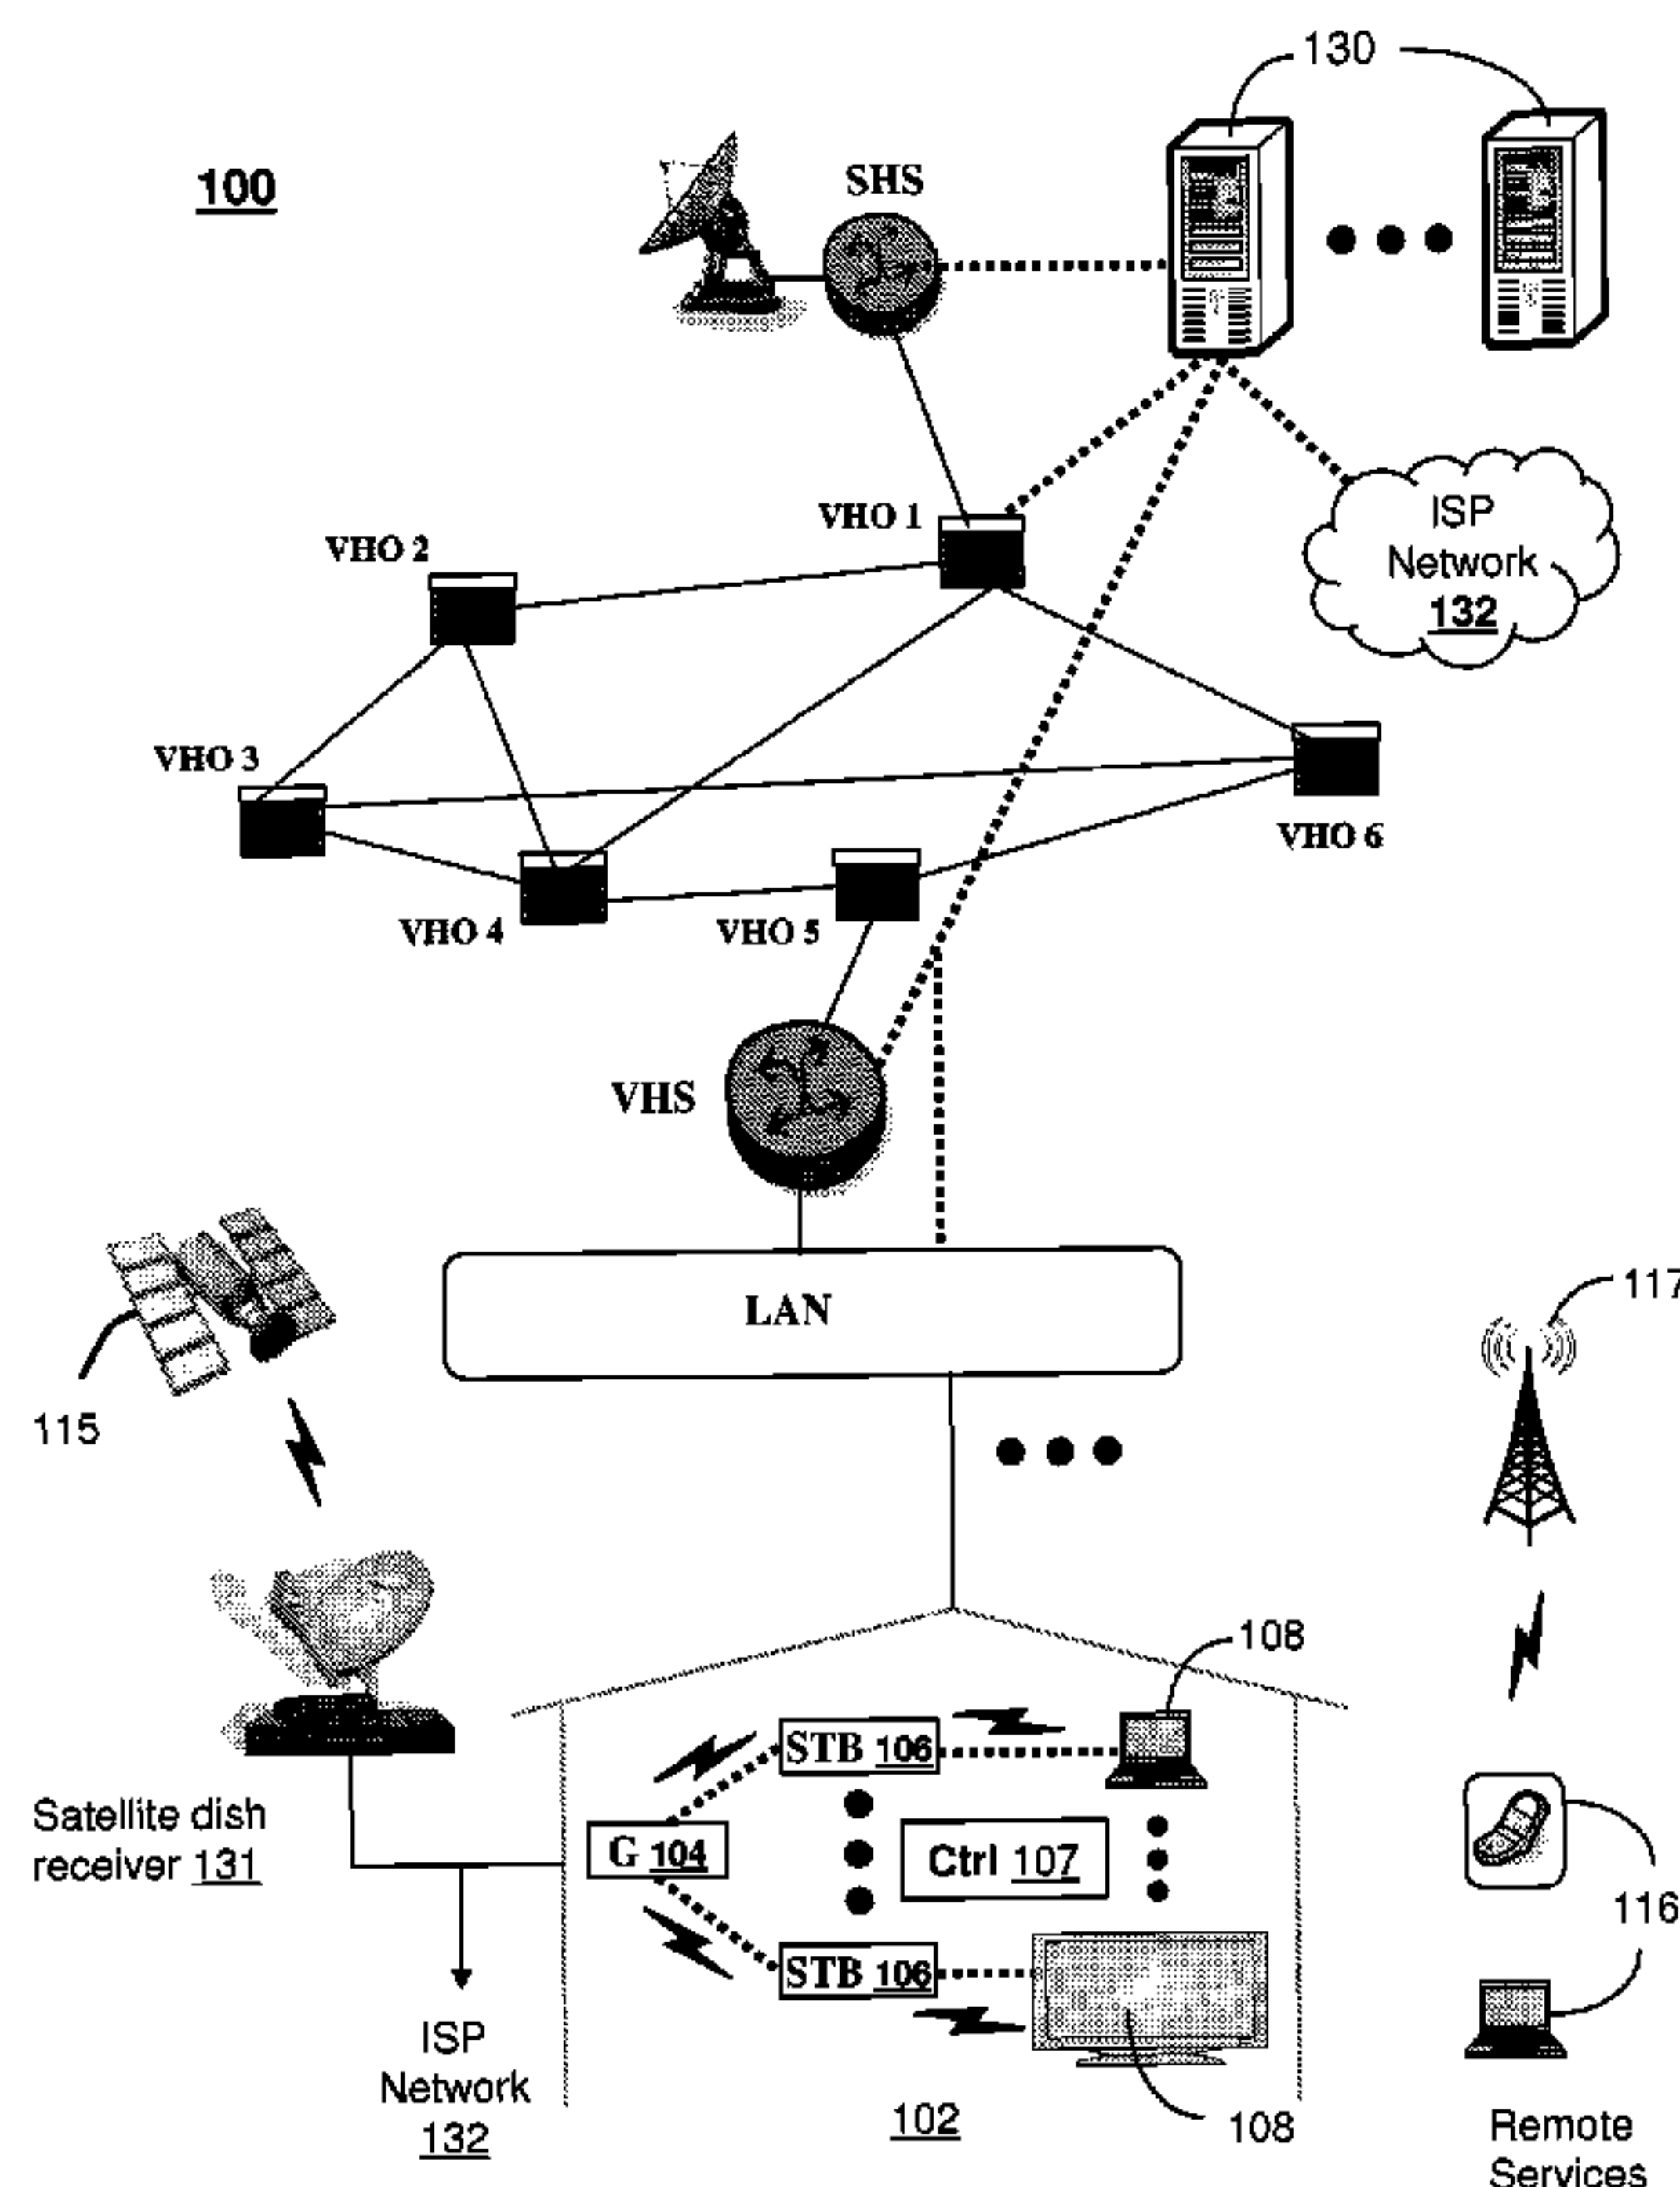 130
100
SHS
VHO 1
ISP
Network
132
VHO 2
VHO 3
VHO 6
VHO 4
VHO 5
VHS
LAN
117
115
108
STB 106
Satellite dish
receiver 131
G 104
Ctrl 107
116
STB 106
ISP
Network
132
102
108
Remote
Services